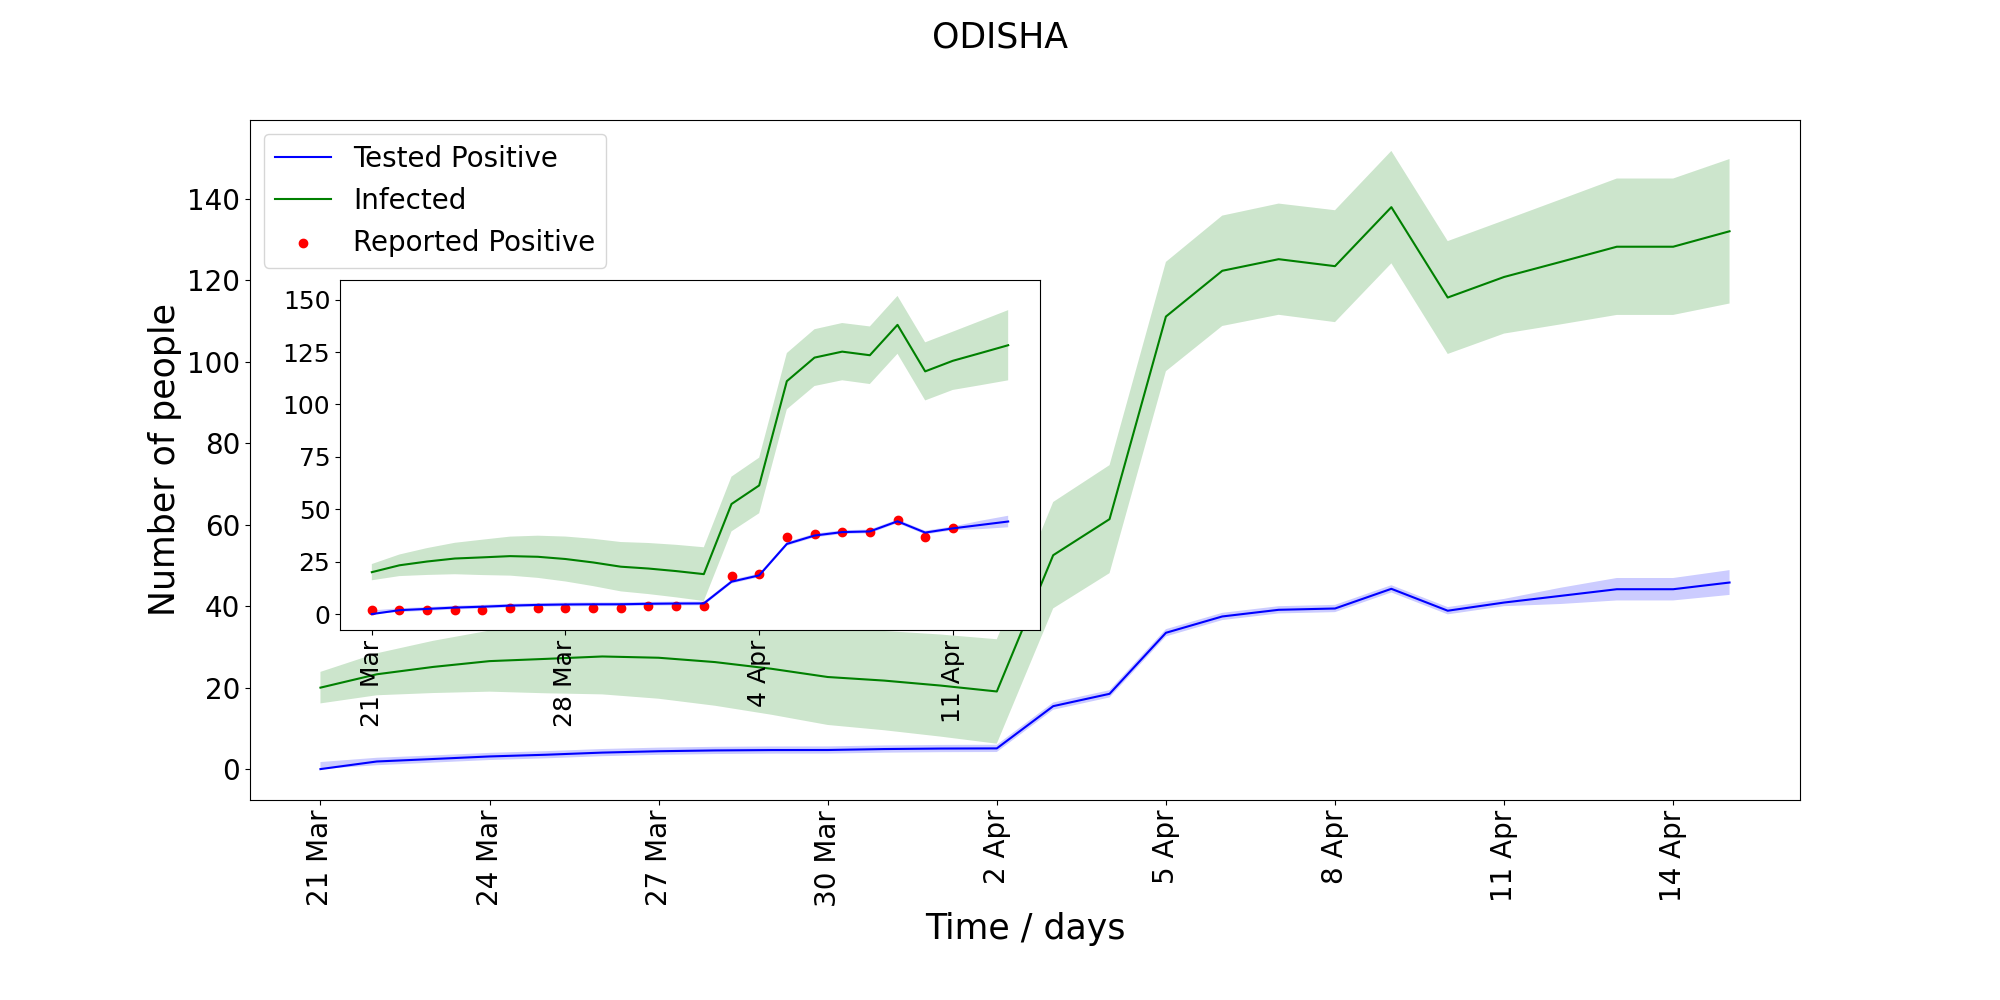 ODISHA
Tested Positive
Infected
Reported Positive
Number of people
140
120
100
80
60
40
20
0
150
125
100
75
50
25
0
21 Mar
28 Mar
4 Apr
11 Apr
21 Mar
24 Mar
27 Mar
30 Mar
2 Apr
5 Apr
8 Apr
11 Apr
14 Apr
Time / days